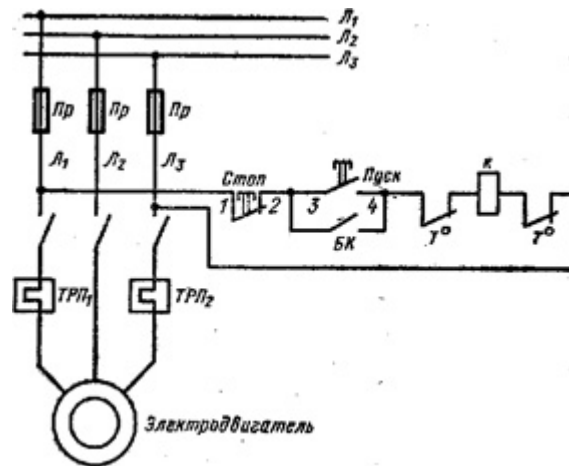 Л₁
Л₂
Л₃
Пр Пр Пр
Л₁ Л₂ Л₃
Стоп Пуск К
1 2 3 4
БК Т° Т°
ТРП₁ ТРП₂
Электродвигатель